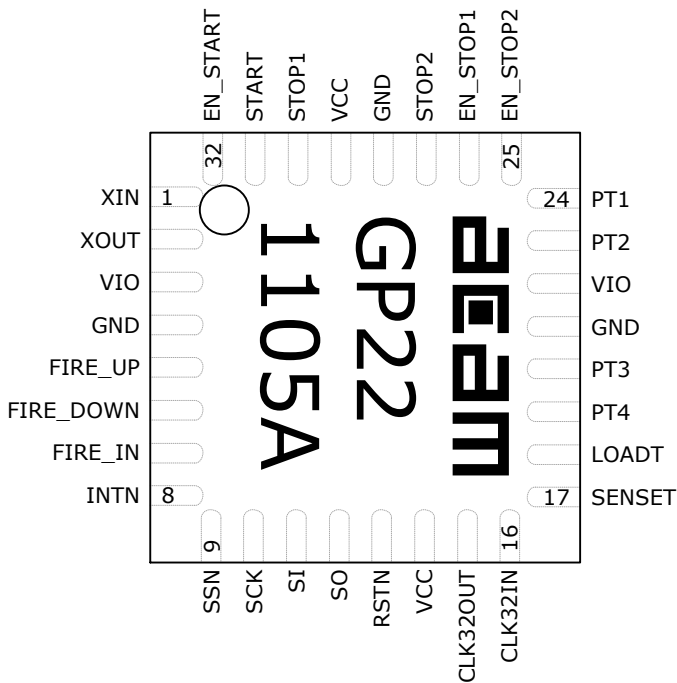 EN_START
START
STOP1
VCC
GND
STOP2
EN_STOP1
EN_STOP2
32
25
XIN
1
XOUT
VIO
GND
FIRE_UP
FIRE_DOWN
FIRE_IN
INTN
8
acam
GP22
1105A
24 PT1
PT2
VIO
GND
PT3
PT4
LOADT
17 SENSET
9
16
SSN
SCK
SI
SO
RSTN
VCC
CLK32OUT
CLK32IN